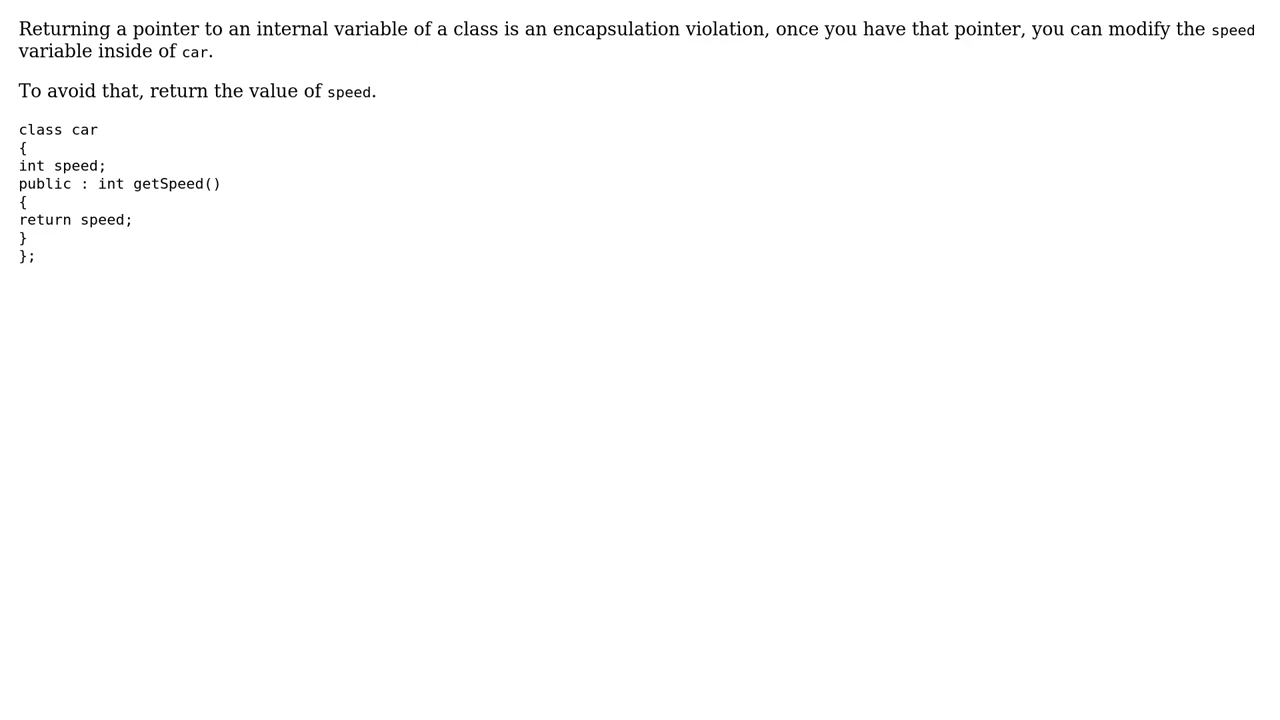 Returning a pointer to an internal variable of a class is an encapsulation violation, once you have that pointer, you can modify the speed
variable inside of car.
To avoid that, return the value of speed.
class car
{
int speed;
public : int getSpeed()
{
return speed;
}
};